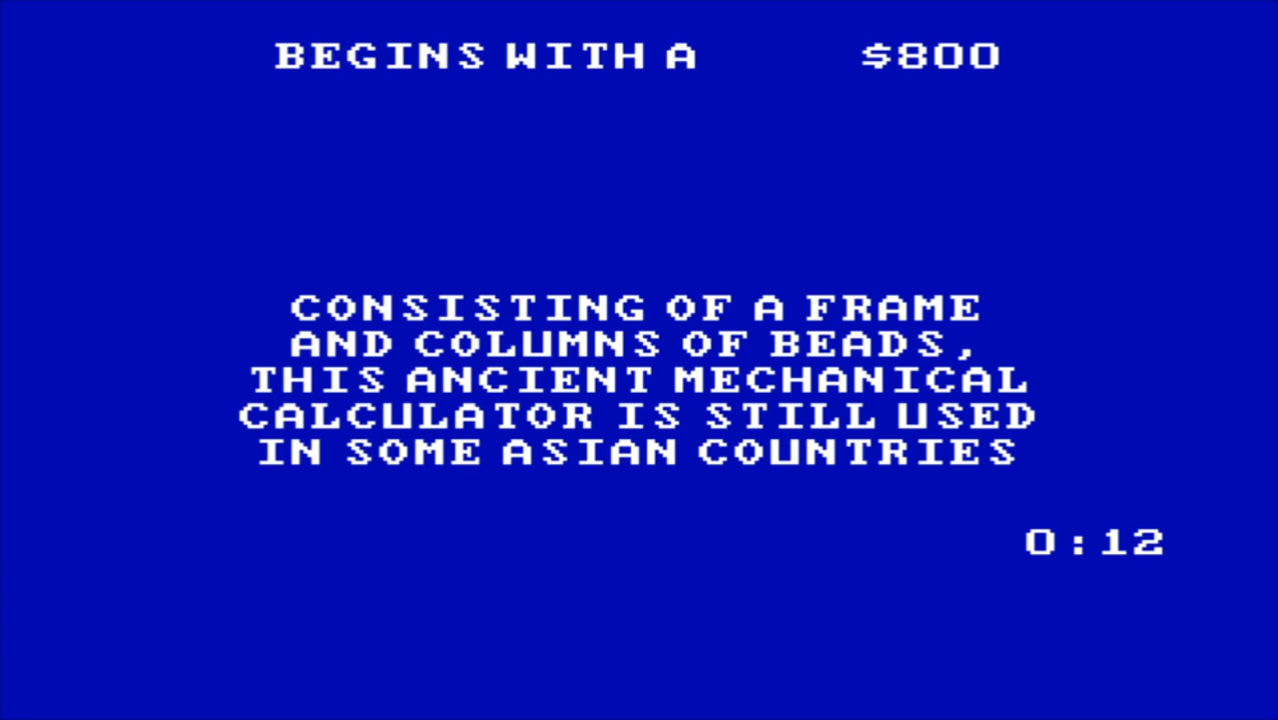 BEGINS WITH A $800
CONSISTING OF A FRAME
AND COLUMNS OF BEADS,
THIS ANCIENT MECHANICAL
CALCULATOR IS STILL USED
IN SOME ASIAN COUNTRIES
0:12